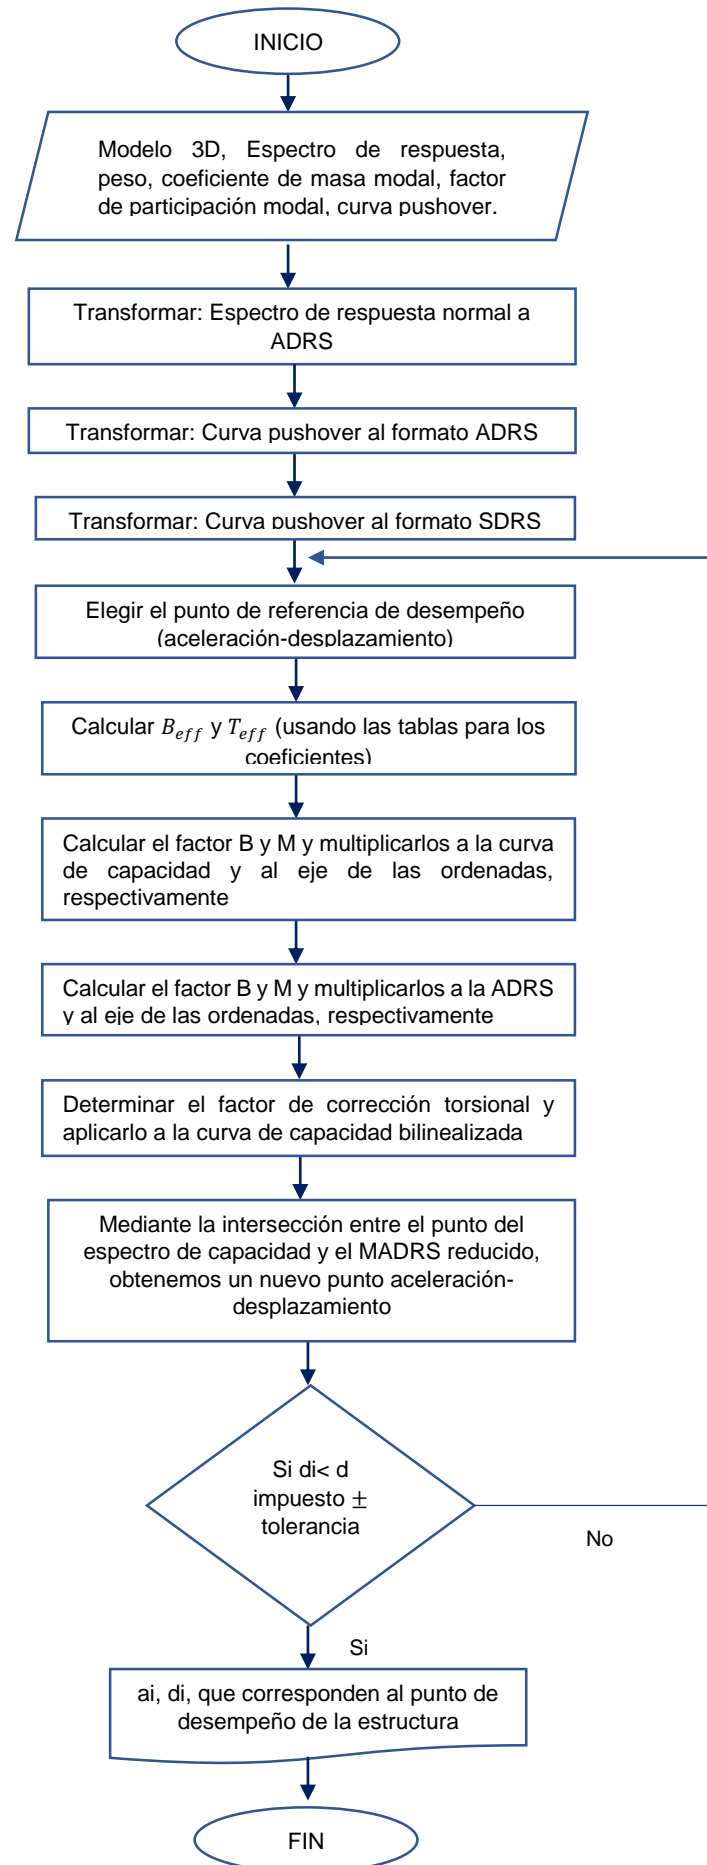 INICIO
Modelo 3D, Espectro de respuesta,
peso, coeficiente de masa modal, factor
de participación modal, curva pushover.
Transformar: Espectro de respuesta normal a
ADRS
Transformar: Curva pushover al formato ADRS
Transformar: Curva pushover al formato SDRS
Elegir el punto de referencia de desempeño
(aceleración-desplazamiento)
Calcular B_eff y T_eff (usando las tablas para los
coeficientes)
Calcular el factor B y M y multiplicarlos a la curva
de capacidad y al eje de las ordenadas,
respectivamente
Calcular el factor B y M y multiplicarlos a la ADRS
y al eje de las ordenadas, respectivamente
Determinar el factor de corrección torsional y
aplicarlo a la curva de capacidad bilinealizada
Mediante la intersección entre el punto del
espectro de capacidad y el MADRS reducido,
obtenemos un nuevo punto aceleración-
desplazamiento
Si di< d
impuesto ±
tolerancia
No
Si
ai, di, que corresponden al punto de
desempeño de la estructura
FIN